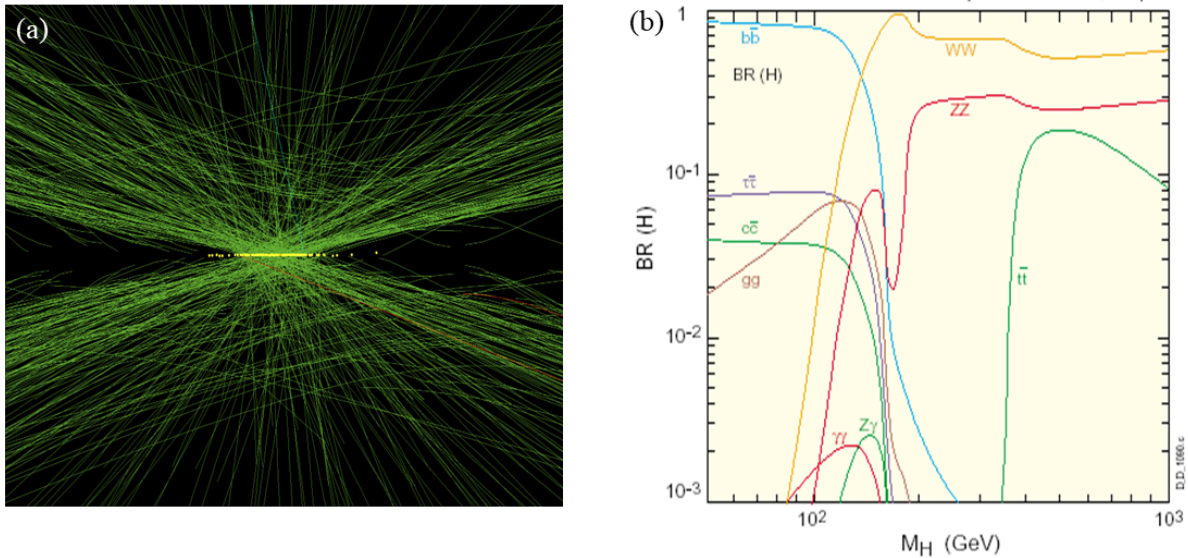 (a)
(b)
1
10-1
10-2
10-3
BR (H)
bb̄
BR (H)
WW
ZZ
ττ̄
cc̄
gg
tt̄
γγ
Zγ
10²
10³
M_H (GeV)
D_D_1090.c